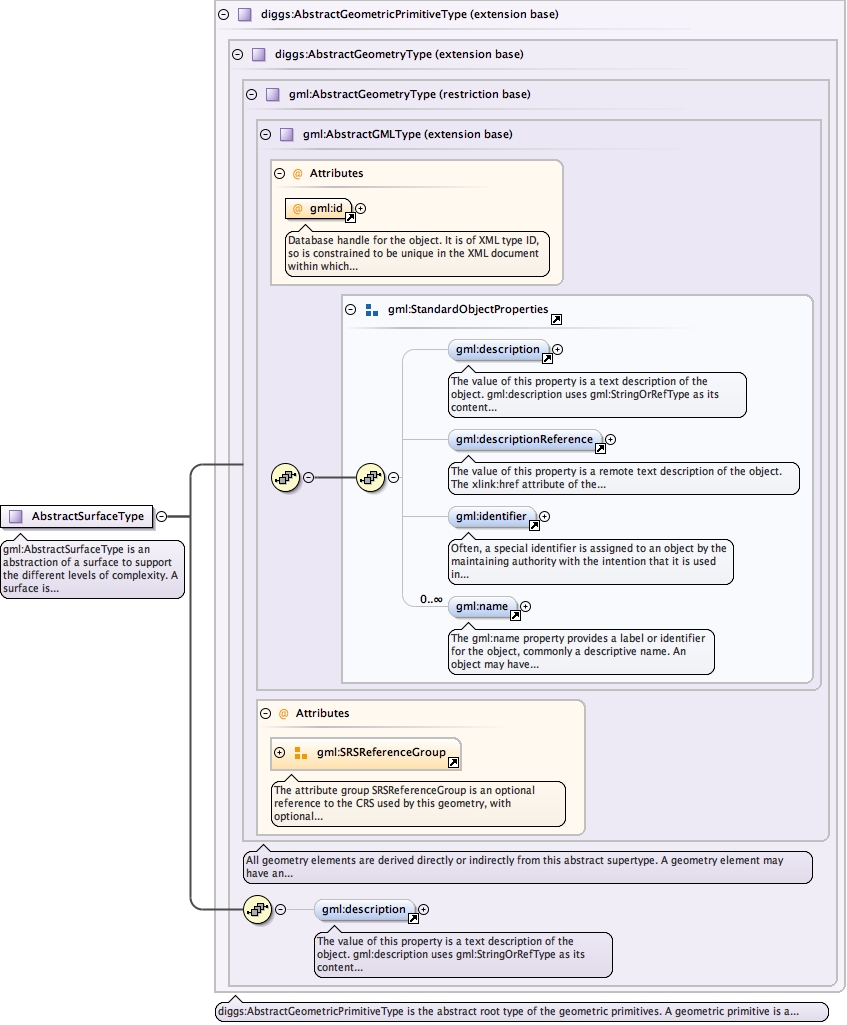 diggs:AbstractGeometricPrimitiveType (extension base)
diggs:AbstractGeometryType (extension base)
gml:AbstractGeometryType (restriction base)
gml:AbstractGMLType (extension base)
@ Attributes
@ gml:id
Database handle for the object. It is of XML type ID,
so is constrained to be unique in the XML document
within which...
gml:StandardObjectProperties
gml:description
The value of this property is a text description of the
object. gml:description uses gml:StringOrRefType as its
content...
gml:descriptionReference
The value of this property is a remote text description of the object.
The xlink:href attribute of the...
gml:identifier
Often, a special identifier is assigned to an object by the
maintaining authority with the intention that it is used
in...
0..∞
gml:name
The gml:name property provides a label or identifier
for the object, commonly a descriptive name. An
object may have...
AbstractSurfaceType
gml:AbstractSurfaceType is an
abstraction of a surface to support
the different levels of complexity. A
surface is...
@ Attributes
gml:SRSReferenceGroup
The attribute group SRSReferenceGroup is an optional
reference to the CRS used by this geometry, with
optional...
All geometry elements are derived directly or indirectly from this abstract supertype. A geometry element may
have an...
gml:description
The value of this property is a text description of the
object. gml:description uses gml:StringOrRefType as its
content...
diggs:AbstractGeometricPrimitiveType is the abstract root type of the geometric primitives. A geometric primitive is a...